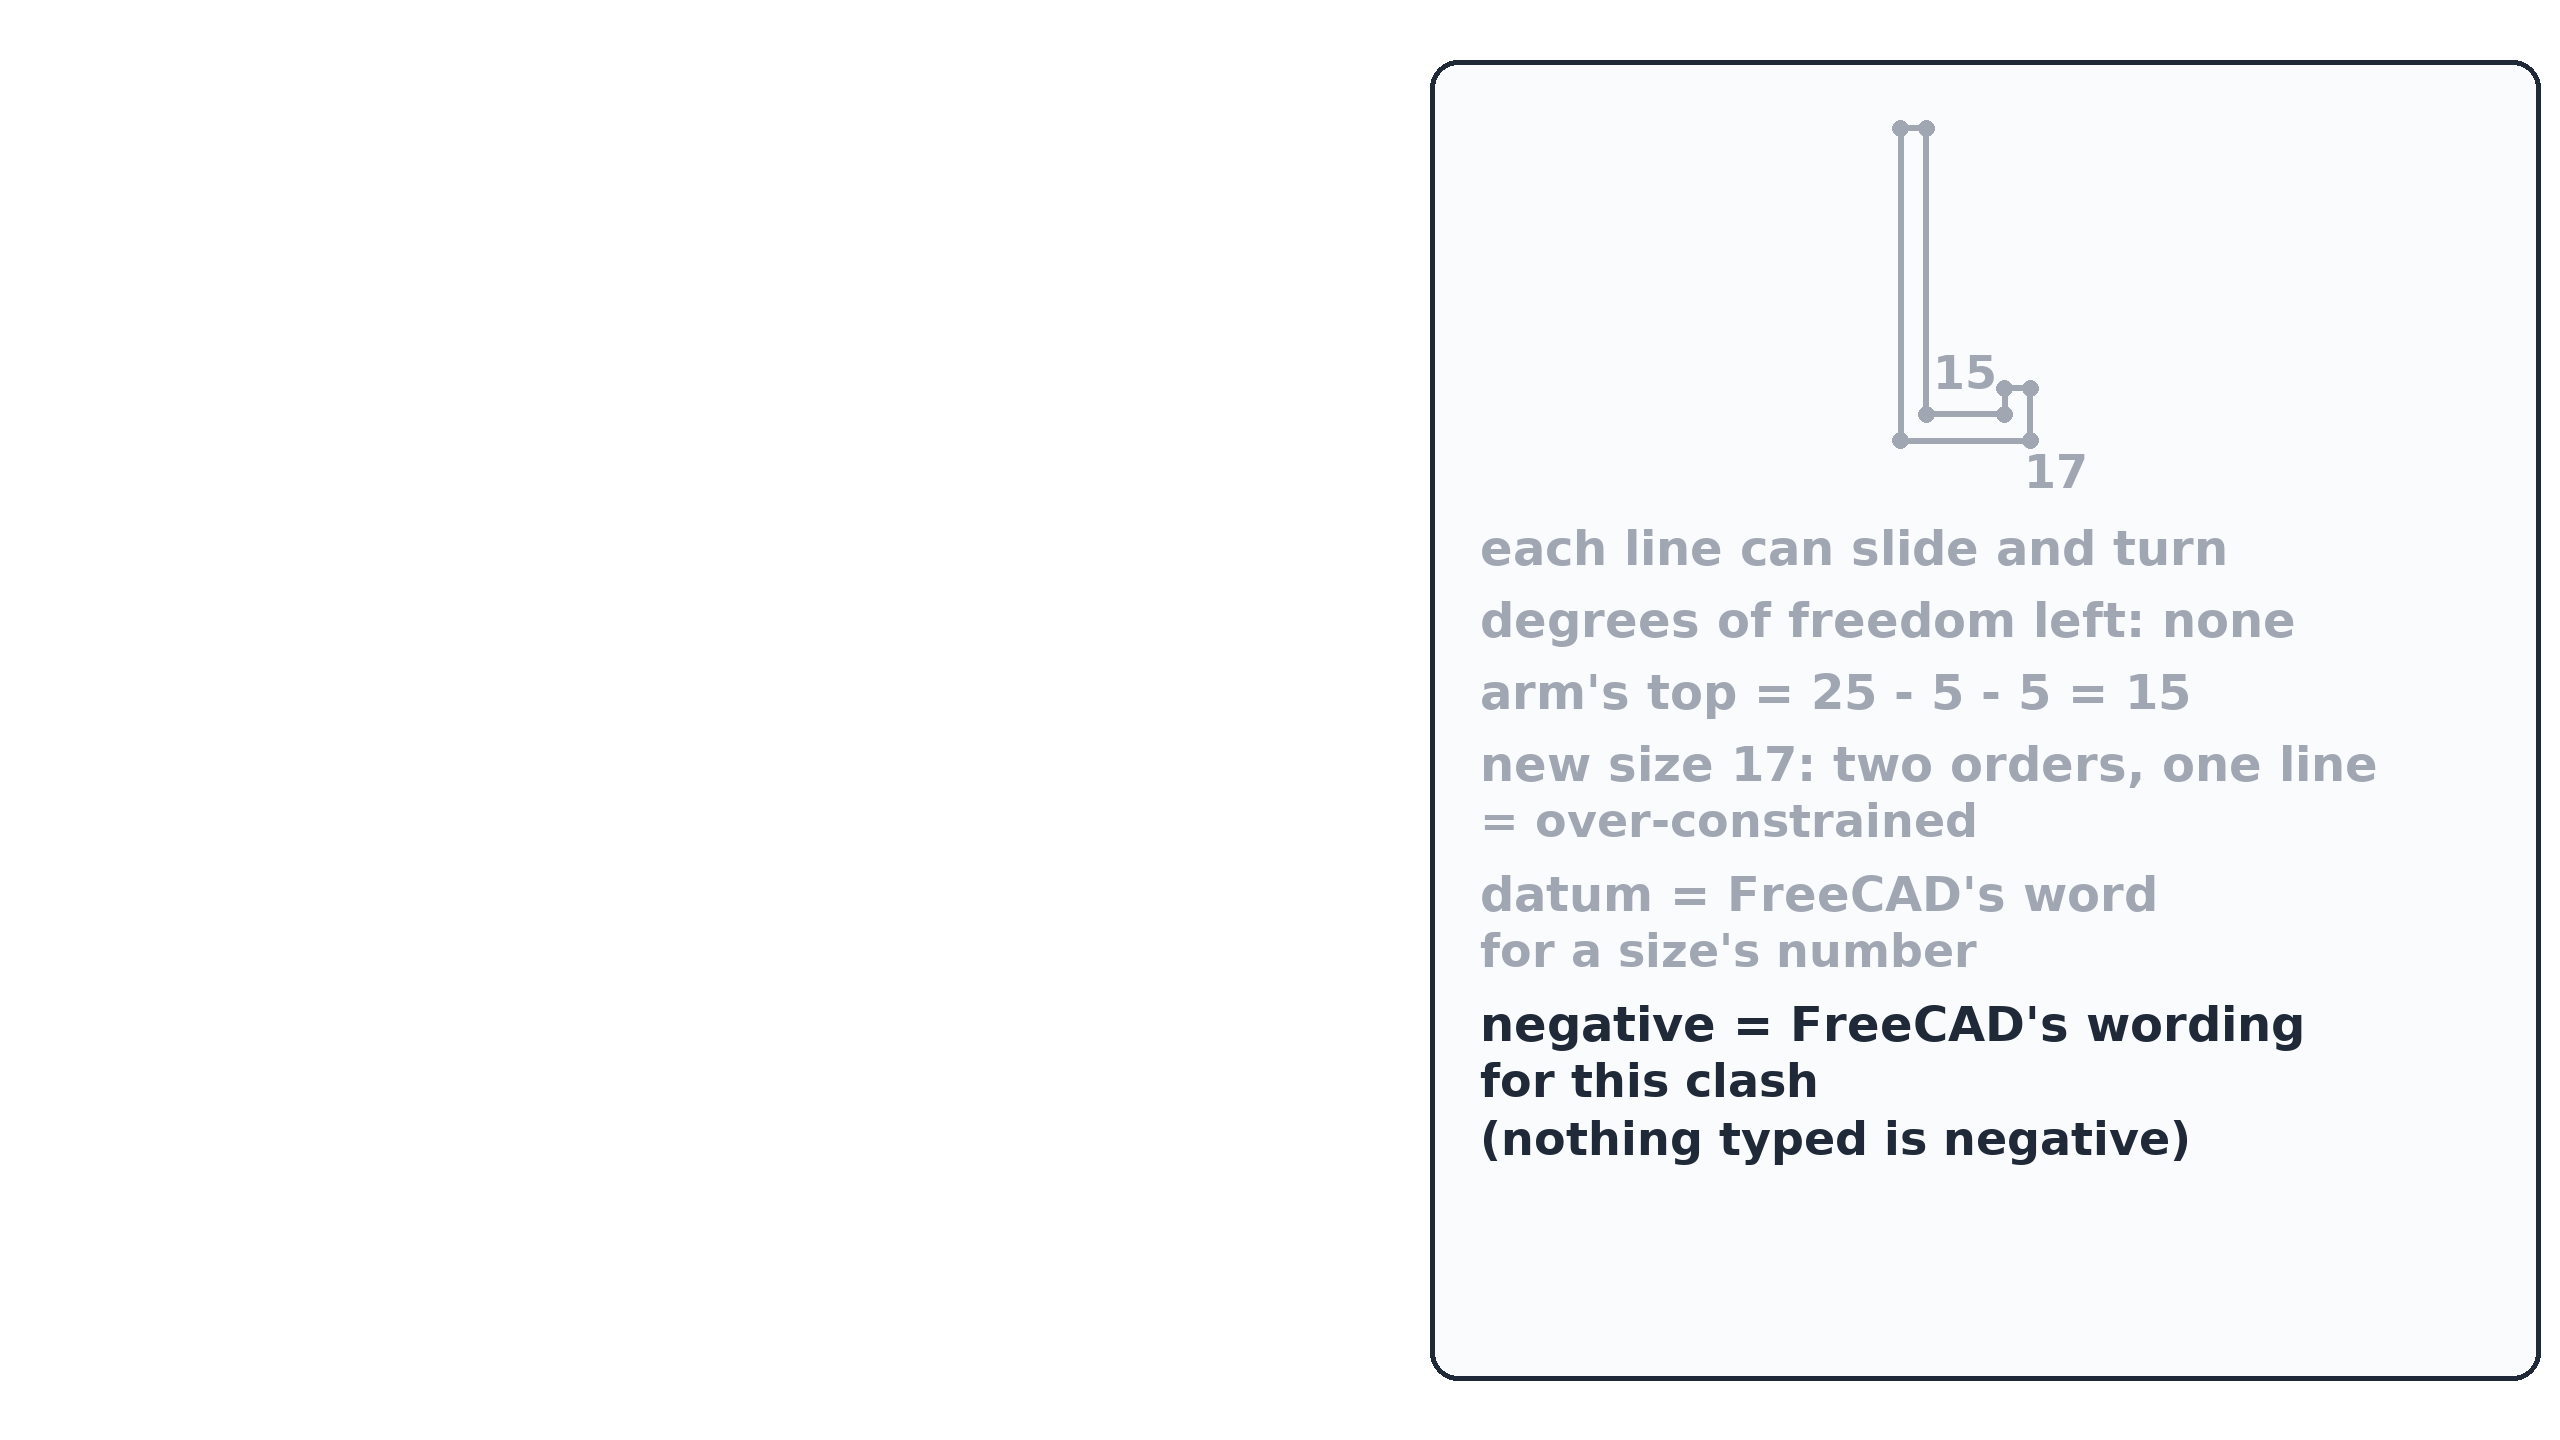 15
17
each line can slide and turn
degrees of freedom left: none
arm's top = 25 - 5 - 5 = 15
new size 17: two orders, one line
= over-constrained
datum = FreeCAD's word
for a size's number
negative = FreeCAD's wording
for this clash
(nothing typed is negative)